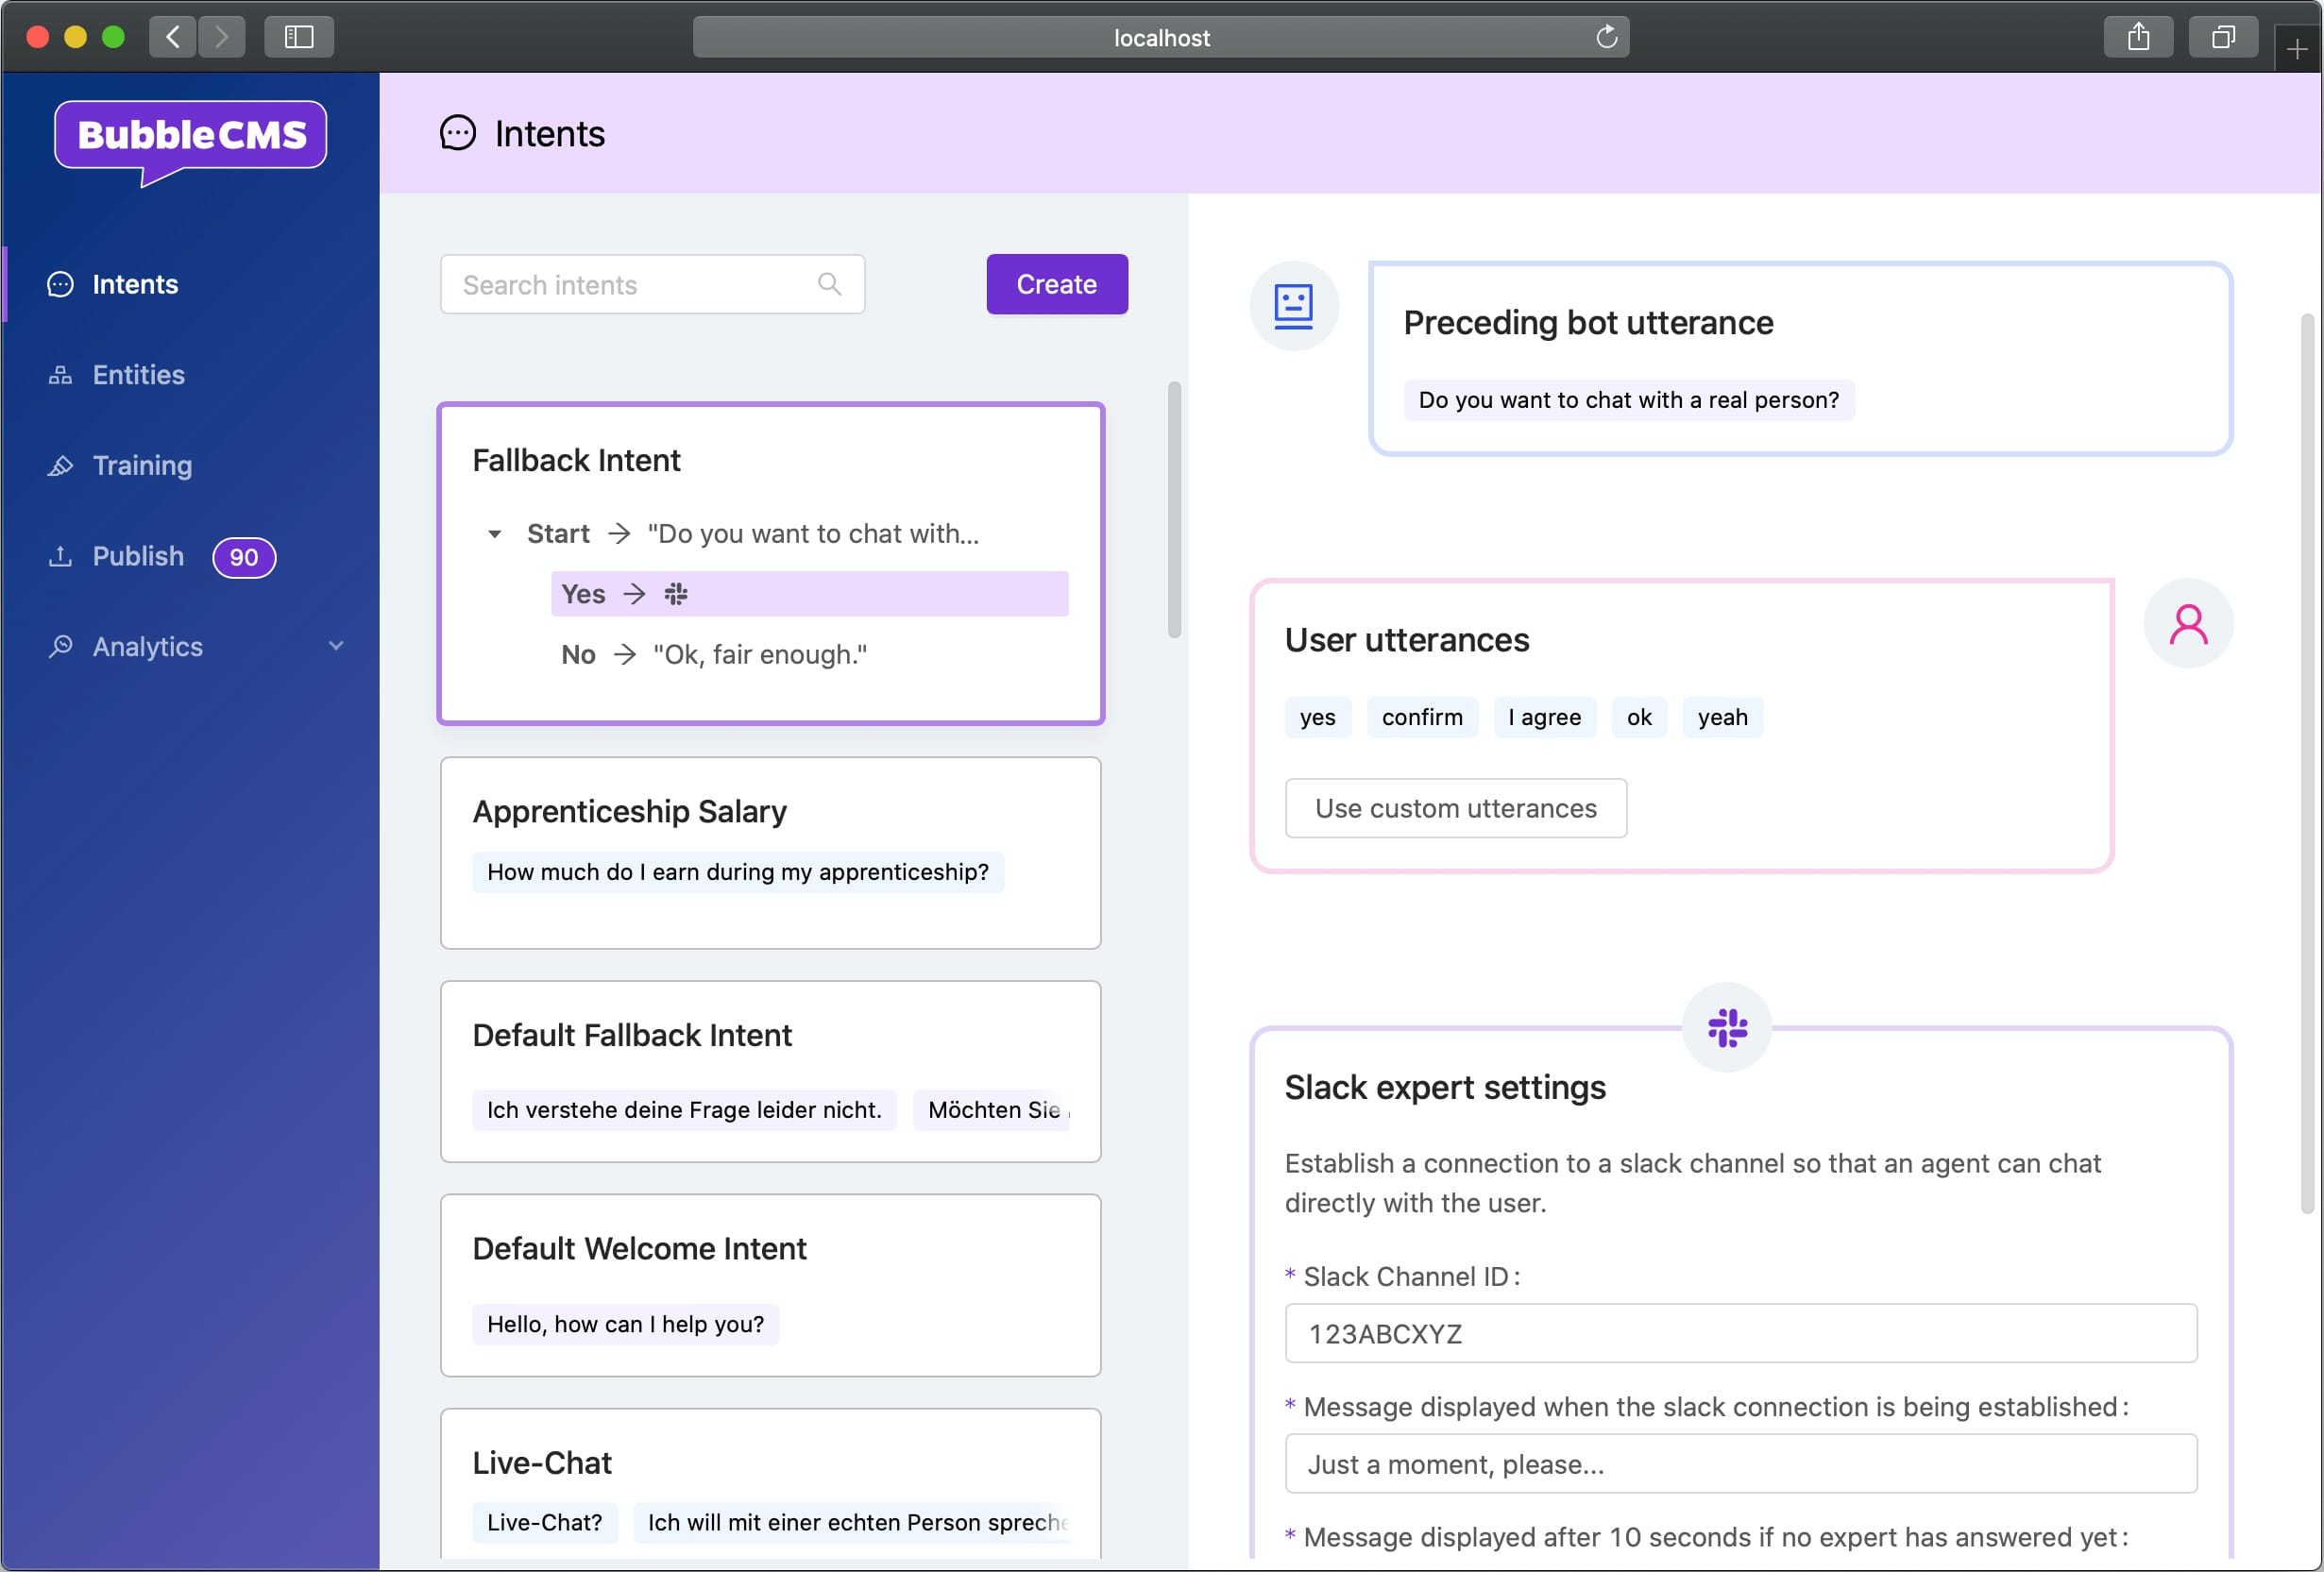 localhost
BubbleCMS
Intents
Entities
Training
Publish 90
Analytics
Intents
Search intents
Create
Fallback Intent
Start → "Do you want to chat with...
Yes →
No → "Ok, fair enough."
Apprenticeship Salary
How much do I earn during my apprenticeship?
Default Fallback Intent
Ich verstehe deine Frage leider nicht. Möchten Sie
Default Welcome Intent
Hello, how can I help you?
Live-Chat
Live-Chat? Ich will mit einer echten Person spreche
Preceding bot utterance
Do you want to chat with a real person?
User utterances
yes confirm I agree ok yeah
Use custom utterances
Slack expert settings
Establish a connection to a slack channel so that an agent can chat
directly with the user.
* Slack Channel ID:
123ABCXYZ
* Message displayed when the slack connection is being established:
Just a moment, please...
* Message displayed after 10 seconds if no expert has answered yet: